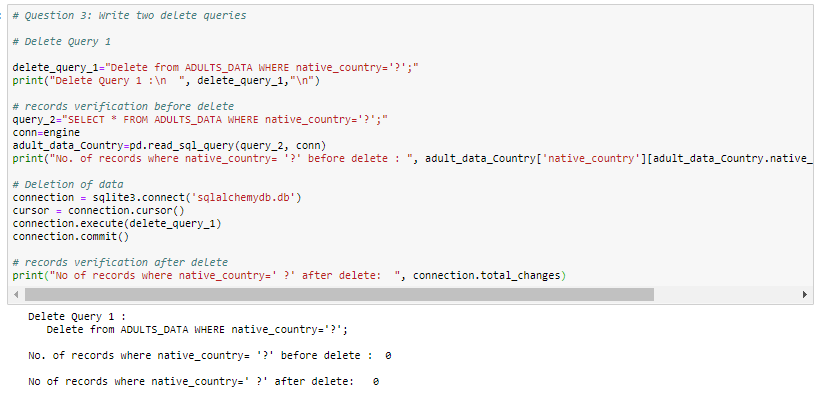 # Question 3: Write two delete queries
# Delete Query 1
delete_query_1="Delete from ADULTS_DATA WHERE native_country='?';"
print("Delete Query 1 :\n  ", delete_query_1,"\n")
# records verification before delete
query_2="SELECT * FROM ADULTS_DATA WHERE native_country='?';"
conn=engine
adult_data_Country=pd.read_sql_query(query_2, conn)
print("No. of records where native_country= '?' before delete : ", adult_data_Country['native_country'][adult_data_Country.native_
# Deletion of data
connection = sqlite3.connect('sqlalchemydb.db')
cursor = connection.cursor()
connection.execute(delete_query_1)
connection.commit()
# records verification after delete
print("No of records where native_country=' ?' after delete:  ", connection.total_changes)
Delete Query 1 :
   Delete from ADULTS_DATA WHERE native_country='?';
No. of records where native_country= '?' before delete :  0
No of records where native_country=' ?' after delete:   0